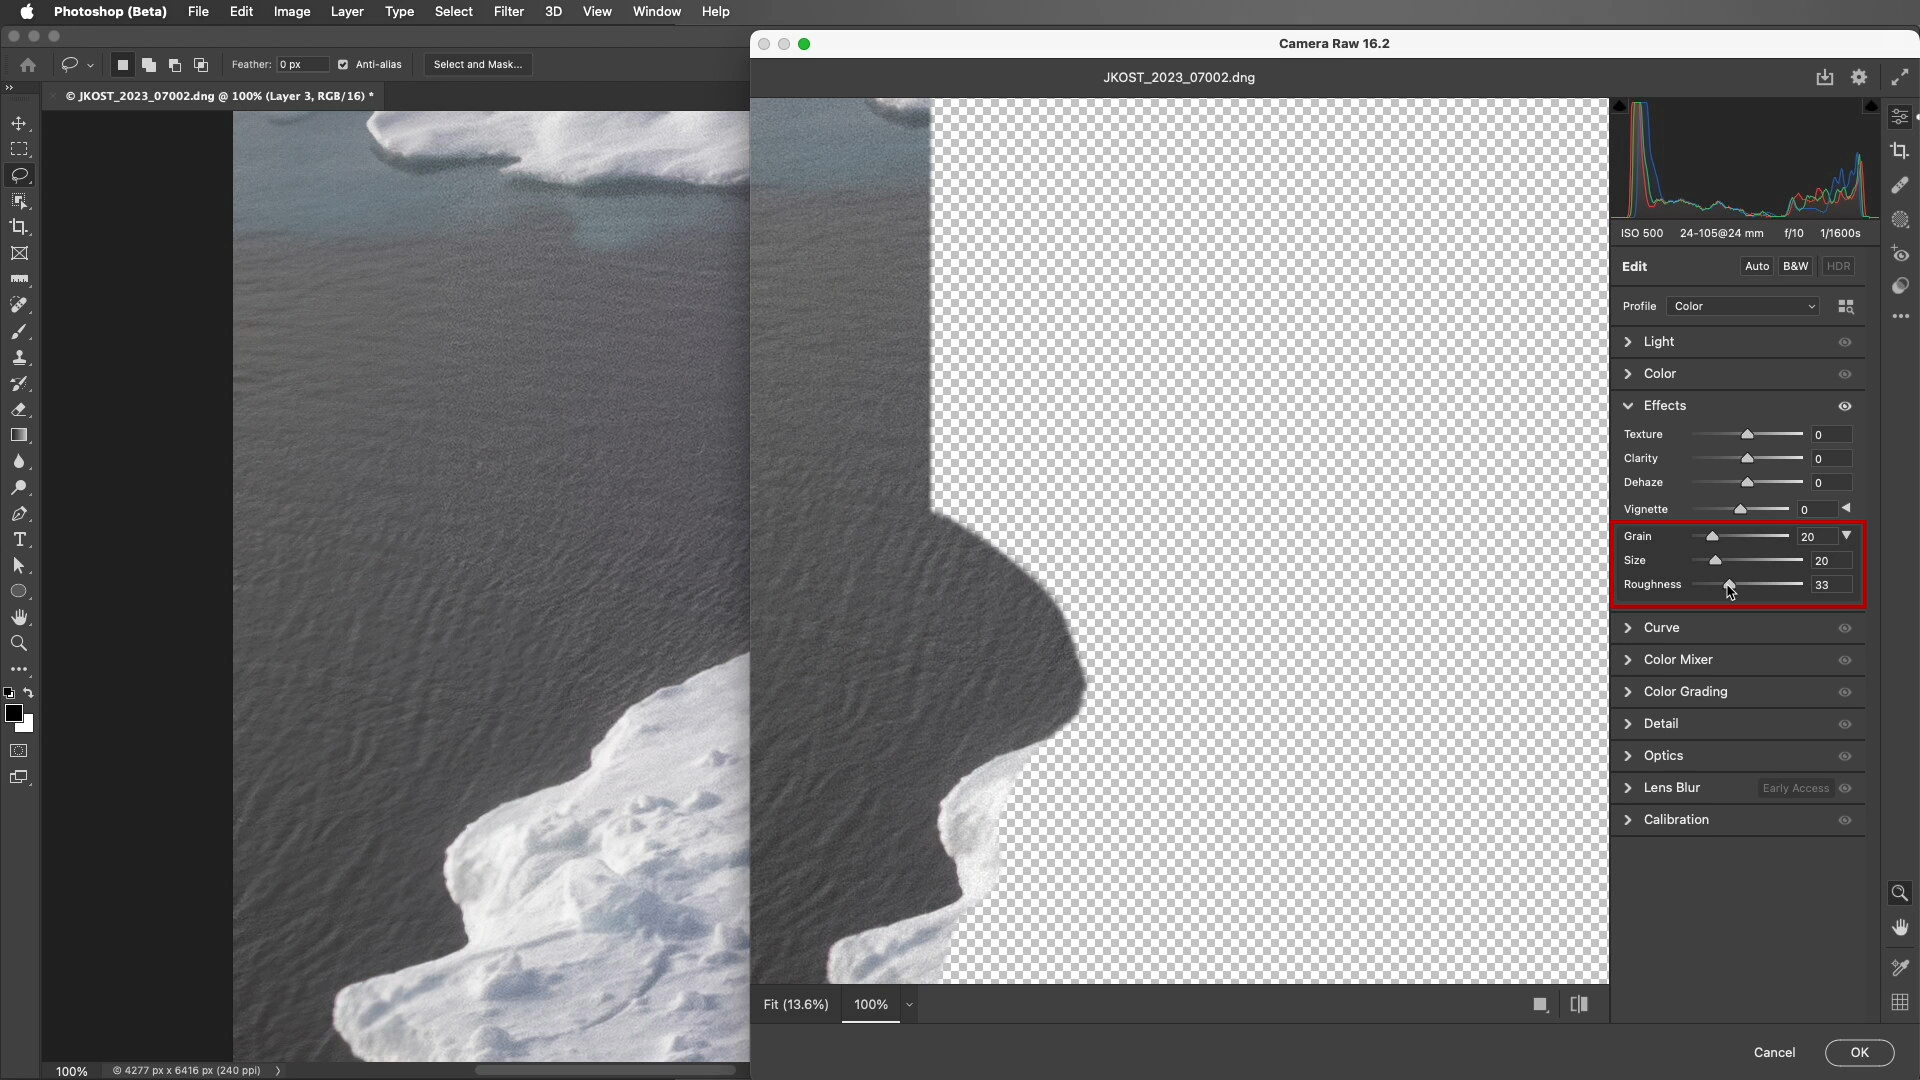 Photoshop (Beta) File Edit Image Layer Type Select Filter 3D View Window Help
Feather: 0 px Anti-alias Select and Mask...
© JKOST_2023_07002.dng @ 100% (Layer 3, RGB/16) *
100% © 4277 px x 6416 px (240 ppi)
Camera Raw 16.2
JKOST_2023_07002.dng
ISO 500 24-105@24 mm f/10 1/1600s
Edit Auto B&W HDR
Profile Color
Light
Color
Effects
Texture 0
Clarity 0
Dehaze 0
Vignette 0
Grain 20
Size 20
Roughness 33
Curve
Color Mixer
Color Grading
Detail
Optics
Lens Blur Early Access
Calibration
Fit (13.6%) 100%
Cancel OK